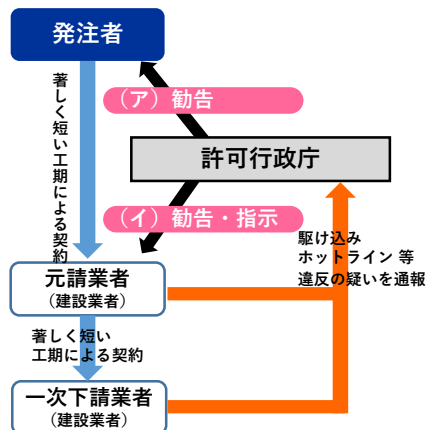 発注者
著しく短い工期による契約
（ア）勧告
許可行政庁
（イ）勧告・指示
駆け込み
ホットライン 等
違反の疑いを通報
元請業者
（建設業者）
著しく短い
工期による契約
一次下請業者
（建設業者）